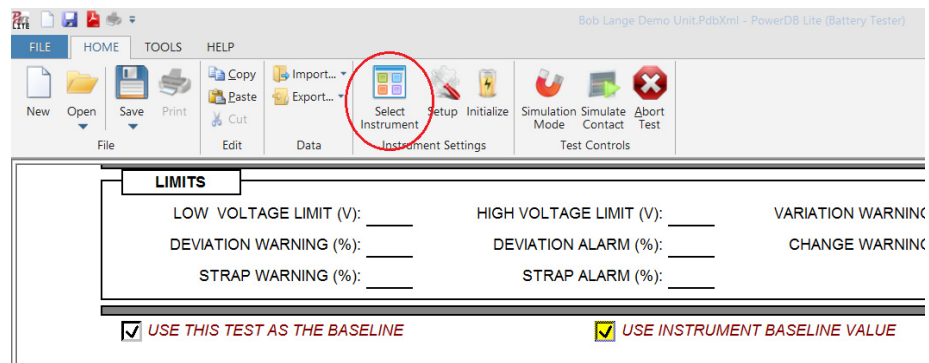 Bob Lange Demo Unit.PdbXml - PowerDB Lite (Battery Tester)
FILE HOME TOOLS HELP
New Open Save Print Copy Paste Cut Import... Export... Select Instrument Setup Initialize Simulation Mode Simulate Contact Abort Test
File Edit Data Instrument Settings Test Controls
LIMITS
LOW VOLTAGE LIMIT (V): HIGH VOLTAGE LIMIT (V): VARIATION WARNING
DEVIATION WARNING (%): DEVIATION ALARM (%): CHANGE WARNING
STRAP WARNING (%): STRAP ALARM (%):
USE THIS TEST AS THE BASELINE USE INSTRUMENT BASELINE VALUE